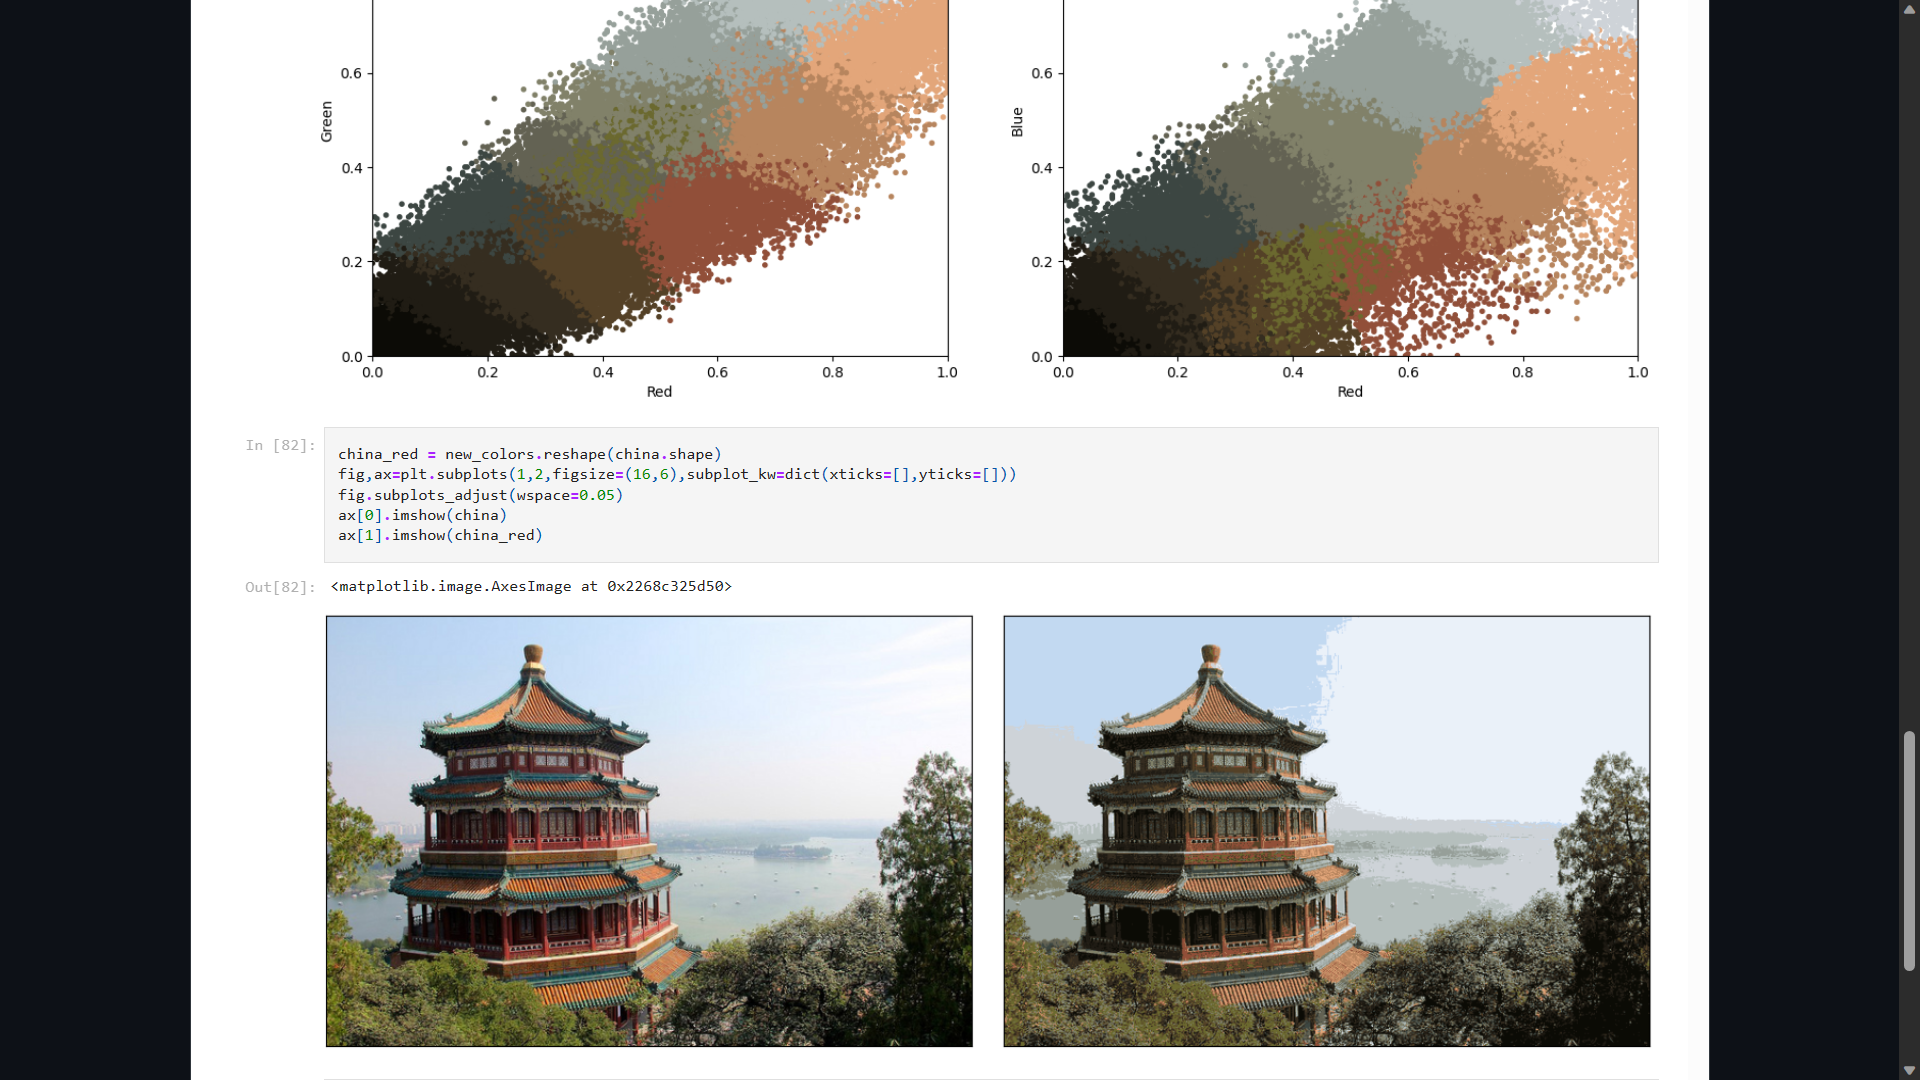 0.6
0.4
0.2
0.0
Green
0.0 0.2 0.4 0.6 0.8 1.0
Red
0.6
0.4
0.2
0.0
Blue
0.0 0.2 0.4 0.6 0.8 1.0
Red
In [82]:
china_red = new_colors.reshape(china.shape)
fig,ax=plt.subplots(1,2,figsize=(16,6),subplot_kw=dict(xticks=[],yticks=[]))
fig.subplots_adjust(wspace=0.05)
ax[0].imshow(china)
ax[1].imshow(china_red)
Out[82]:
<matplotlib.image.AxesImage at 0x2268c325d50>